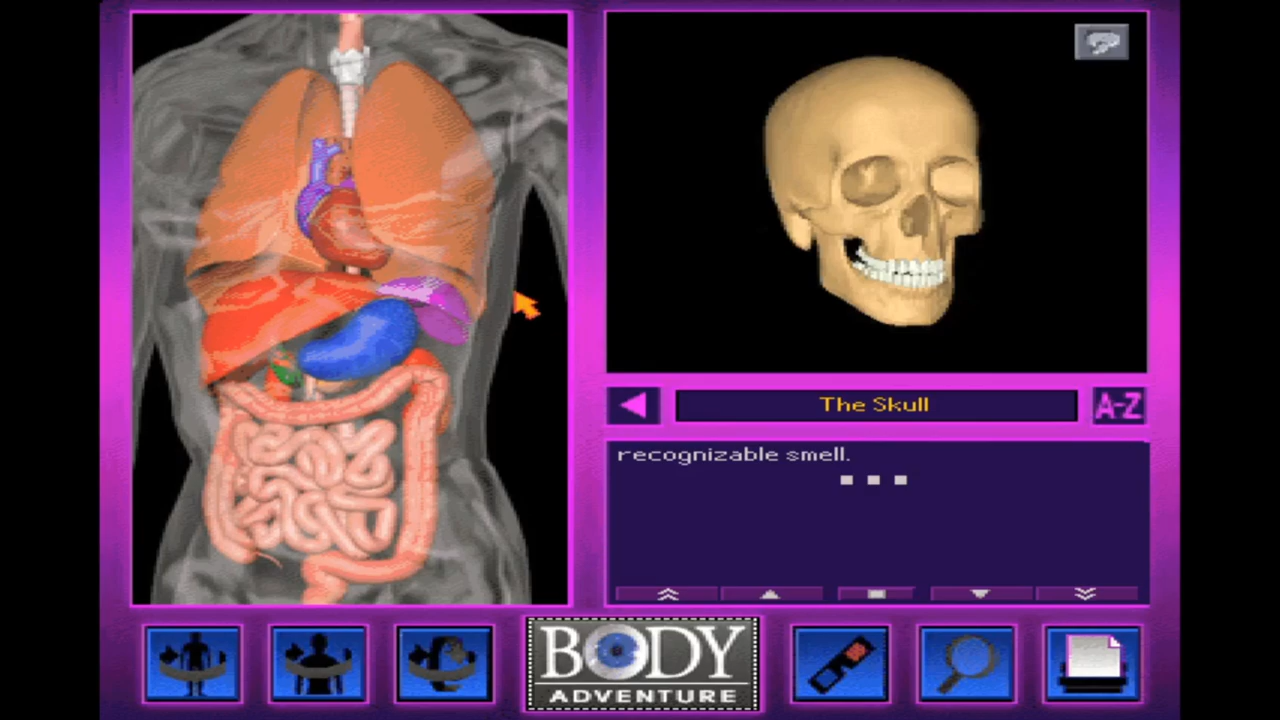 The Skull
A-Z
recognizable smell.
BODY
ADVENTURE